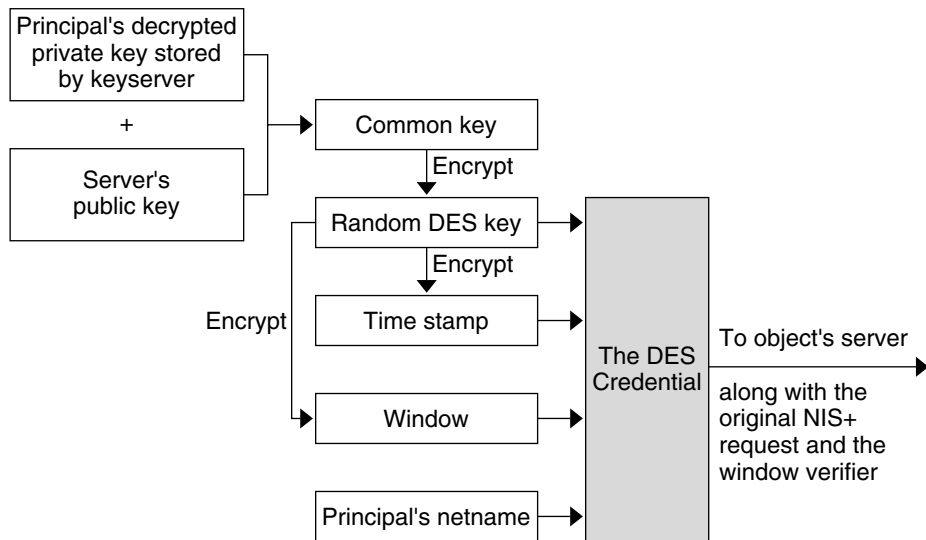 Principal's decrypted
private key stored
by keyserver
+
Server's
public key
Common key
Encrypt
Random DES key
Encrypt
Encrypt
Time stamp
Window
Principal's netname
The DES
Credential
To object's server
along with the
original NIS+
request and the
window verifier